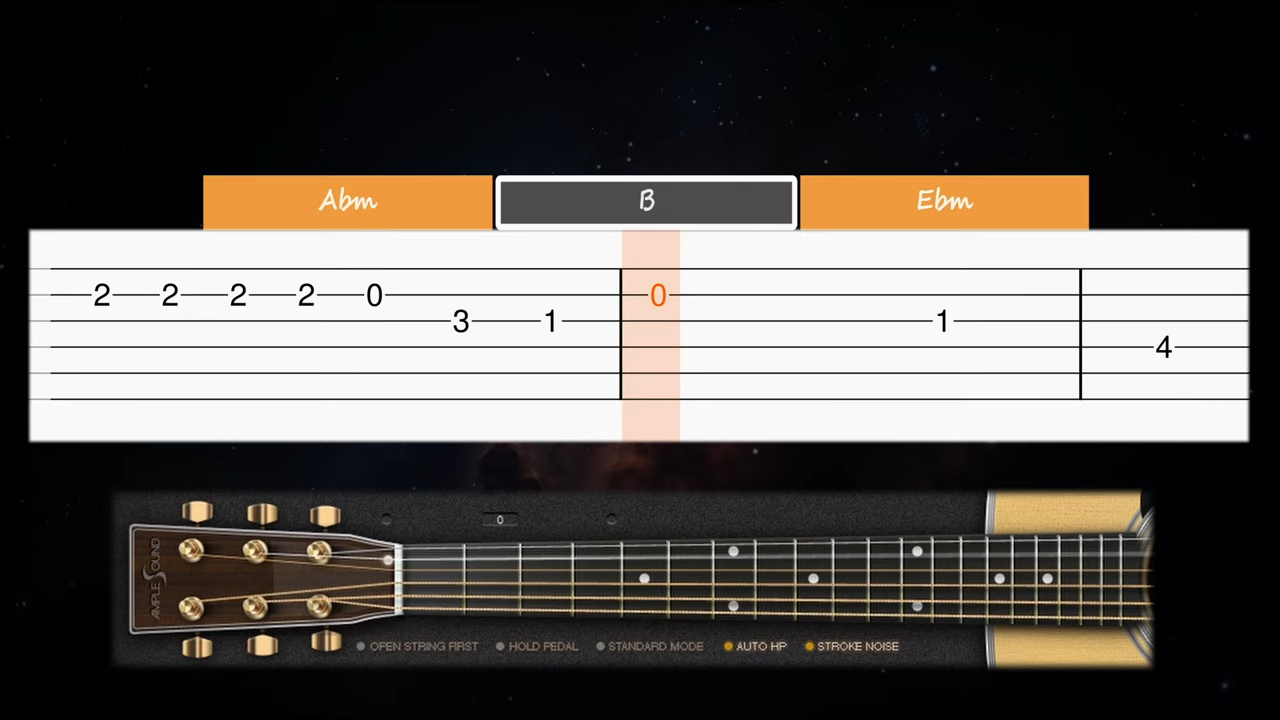 Abm B Ebm
2 2 2 2 0 0
3 1 1
4
0
AMPLE SOUND
OPEN STRING FIRST HOLD PEDAL STANDARD MODE AUTO HP STROKE NOISE